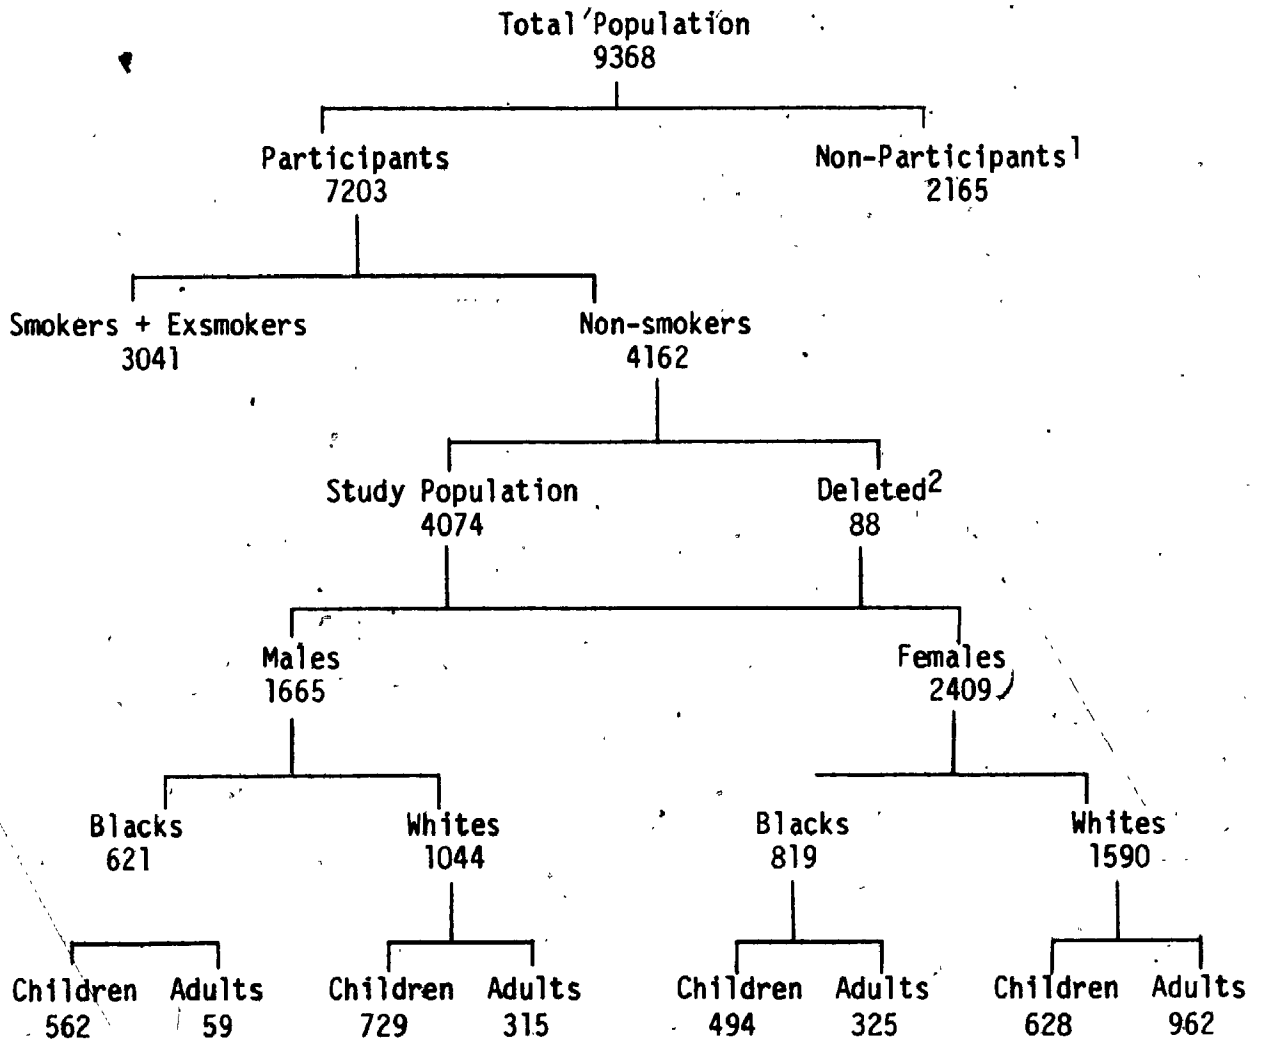 Total Population
9368
Participants
7203
Non-Participants1
2165
Smokers + Exsmokers
3041
Non-smokers
4162
Study Population
4074
Deleted2
88
Males
1665
Females
2409
Blacks
621
Whites
1044
Blacks
819
Whites
1590
Children
562
Adults
59
Children
729
Adults
315
Children
494
Adults
325
Children
628
Adults
962